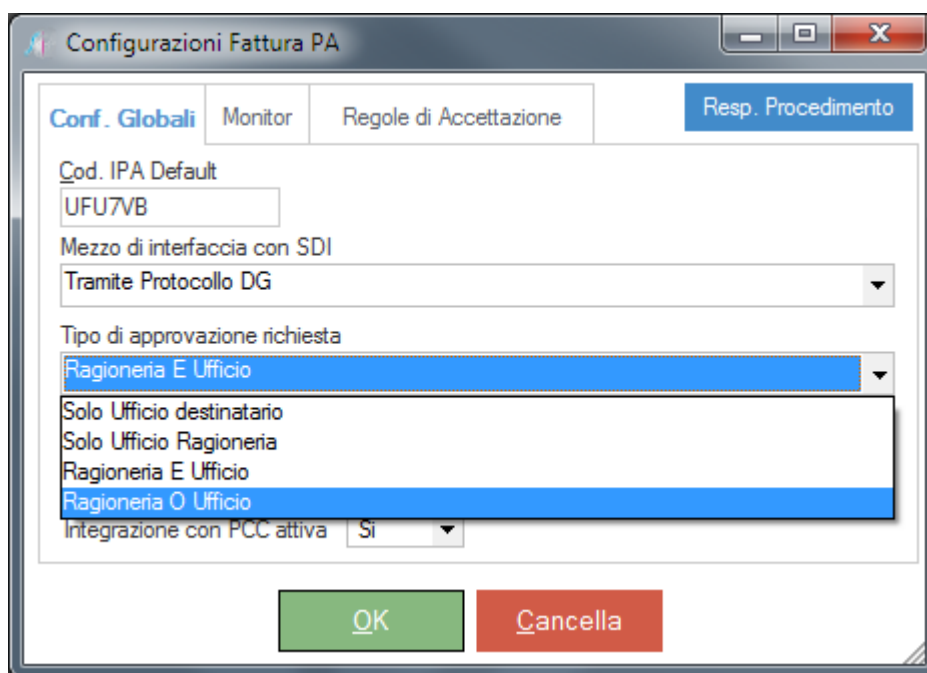 Configurazioni Fattura PA
Conf. Globali Monitor Regole di Accettazione Resp. Procedimento
Cod. IPA Default
UFU7VB
Mezzo di interfaccia con SDI
Tramite Protocollo DG
Tipo di approvazione richiesta
Ragioneria E Ufficio
Solo Ufficio destinatario
Solo Ufficio Ragioneria
Ragioneria E Ufficio
Ragioneria O Ufficio
Integrazione con PCC attiva Si
OK Cancella